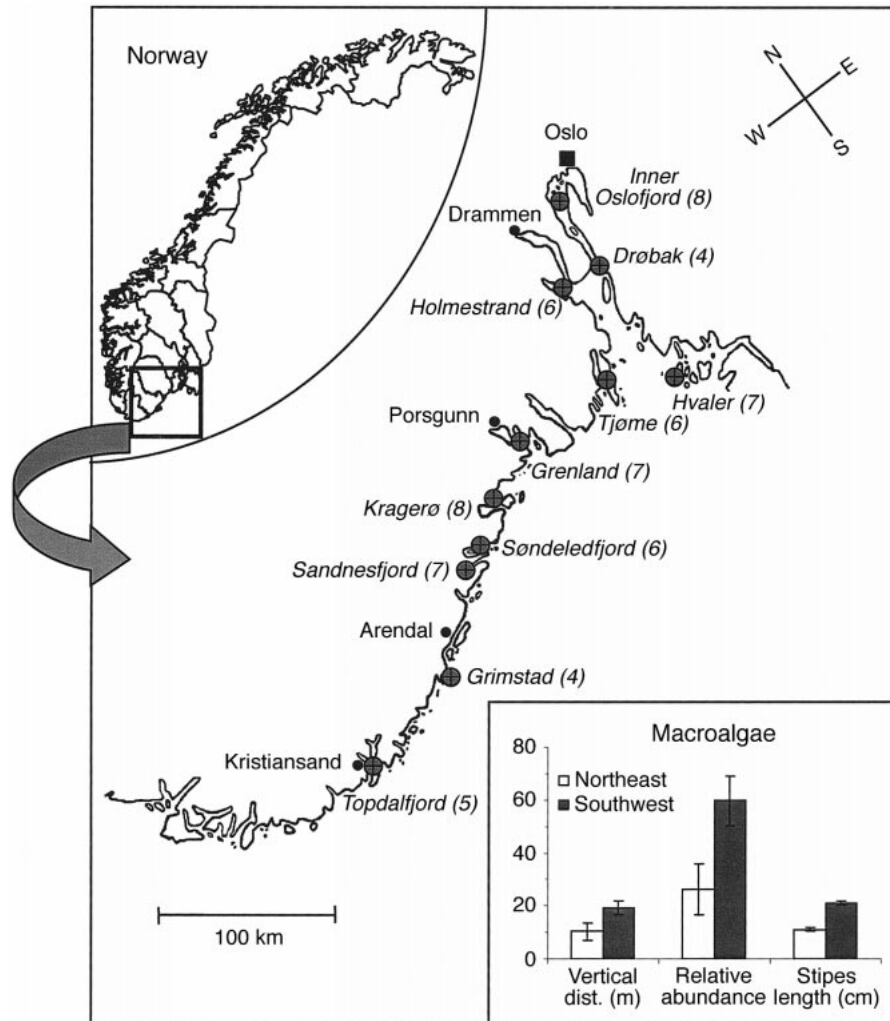 Norway
N
E
W
S
Oslo
Inner
Oslofjord (8)
Drammen
Drøbak (4)
Holmestrand (6)
Hvaler (7)
Tjøme (6)
Porsgunn
Grenland (7)
Kragerø (8)
Søndeledfjord (6)
Sandnesfjord (7)
Arendal
Grimstad (4)
Kristiansand
Topdalfjord (5)
100 km
Macroalgae
80
60
40
20
0
Northeast
Southwest
Vertical
dist. (m)
Relative
abundance
Stipes
length (cm)